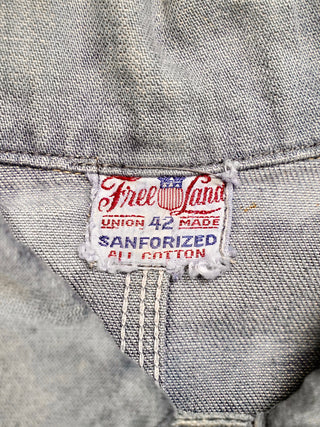 Free Land
UNION 42 MADE
SANFORIZED
ALL COTTON